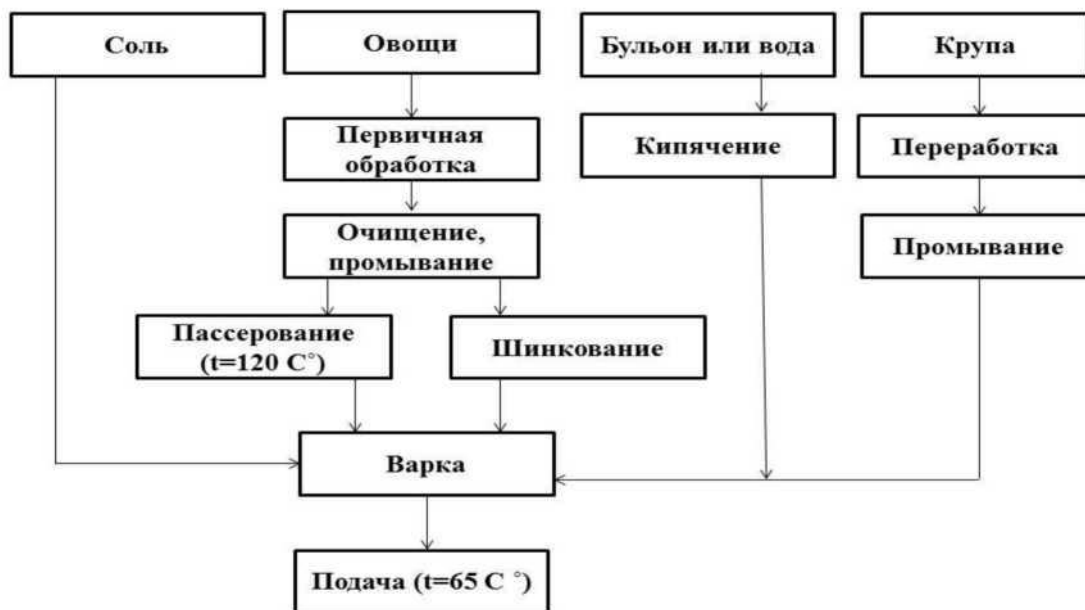 Соль
Овощи
Бульон или вода
Крупа
Первичная
обработка
Кипячение
Переработка
Очищение,
промывание
Промывание
Пассерование
(t=120 C°)
Шинкование
Варка
Подача (t=65 C °)